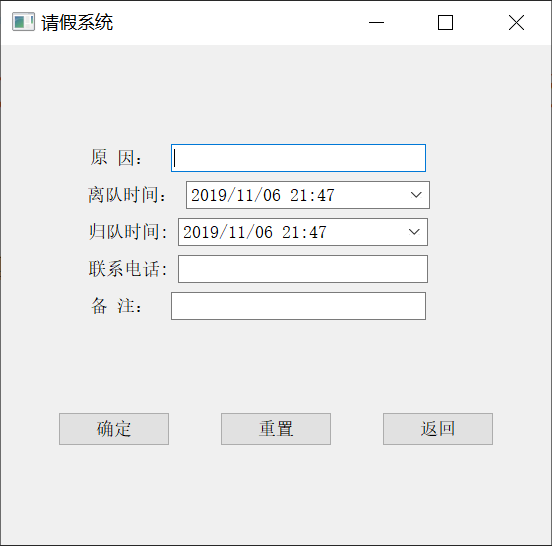 请假系统
原 因：
离队时间： 2019/11/06 21:47
归队时间: 2019/11/06 21:47
联系电话:
备 注：
确定 重置 返回